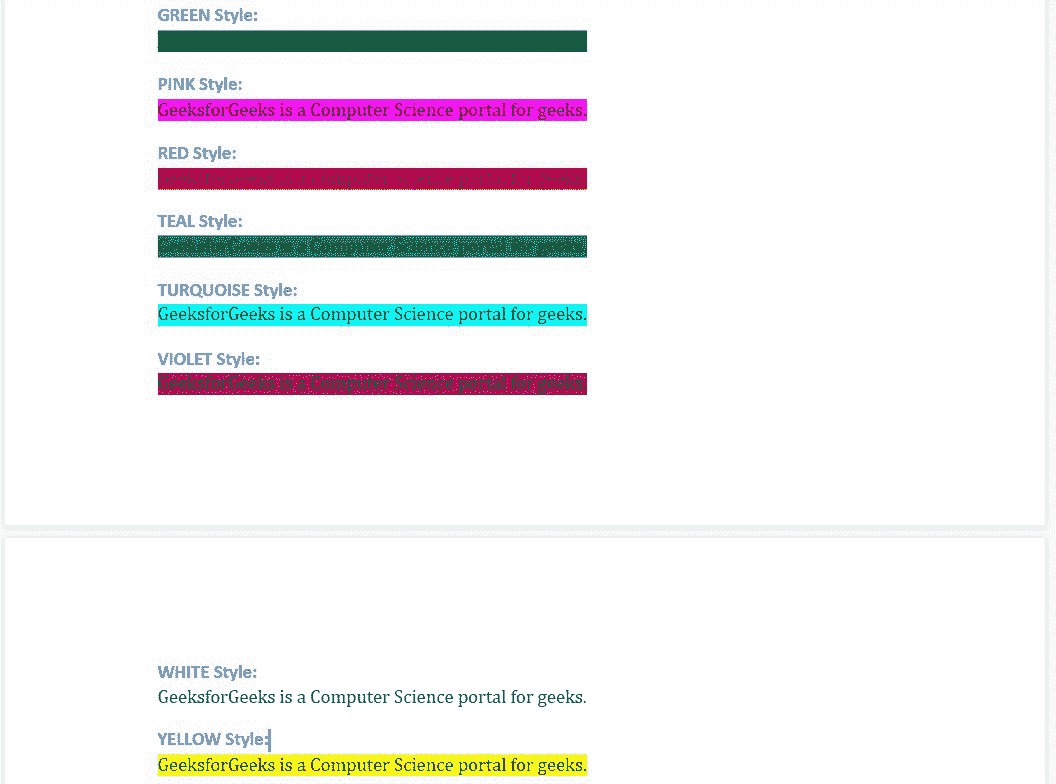 GREEN Style:
PINK Style:
GeeksforGeeks is a Computer Science portal for geeks.
RED Style:
TEAL Style:
GeeksforGeeks is a Computer Science portal for geeks.
TURQUOISE Style:
GeeksforGeeks is a Computer Science portal for geeks.
VIOLET Style:
GeeksforGeeks is a Computer Science portal for geeks.
WHITE Style:
GeeksforGeeks is a Computer Science portal for geeks.
YELLOW Style:
GeeksforGeeks is a Computer Science portal for geeks.